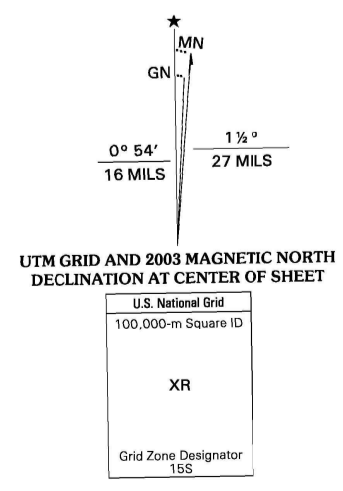 ★
MN
GN
0° 54′
16 MILS
1 ½ °
27 MILS
UTM GRID AND 2003 MAGNETIC NORTH
DECLINATION AT CENTER OF SHEET
U.S. National Grid
100,000-m Square ID
XR
Grid Zone Designator
15S